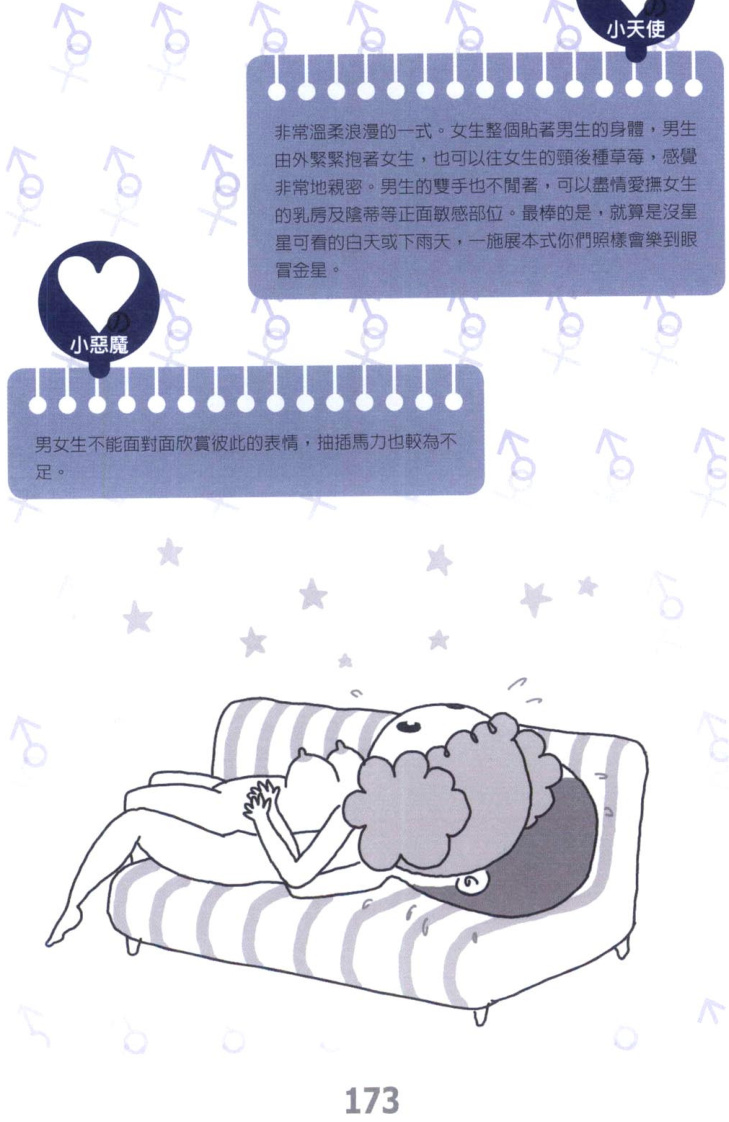 の
小天使
非常溫柔浪漫的一式。女生整個貼著男生的身體，男生
由外緊緊抱著女生，也可以往女生的頸後種草莓，感覺
非常地親密。男生的雙手也不閒著，可以盡情愛撫女生
的乳房及陰蒂等正面敏感部位。最棒的是，就算是沒星
星可看的白天或下雨天，一施展本式你們照樣會樂到眼
冒金星。
の
小惡魔
男女生不能面對面欣賞彼此的表情，抽插馬力也較為不
足。
173